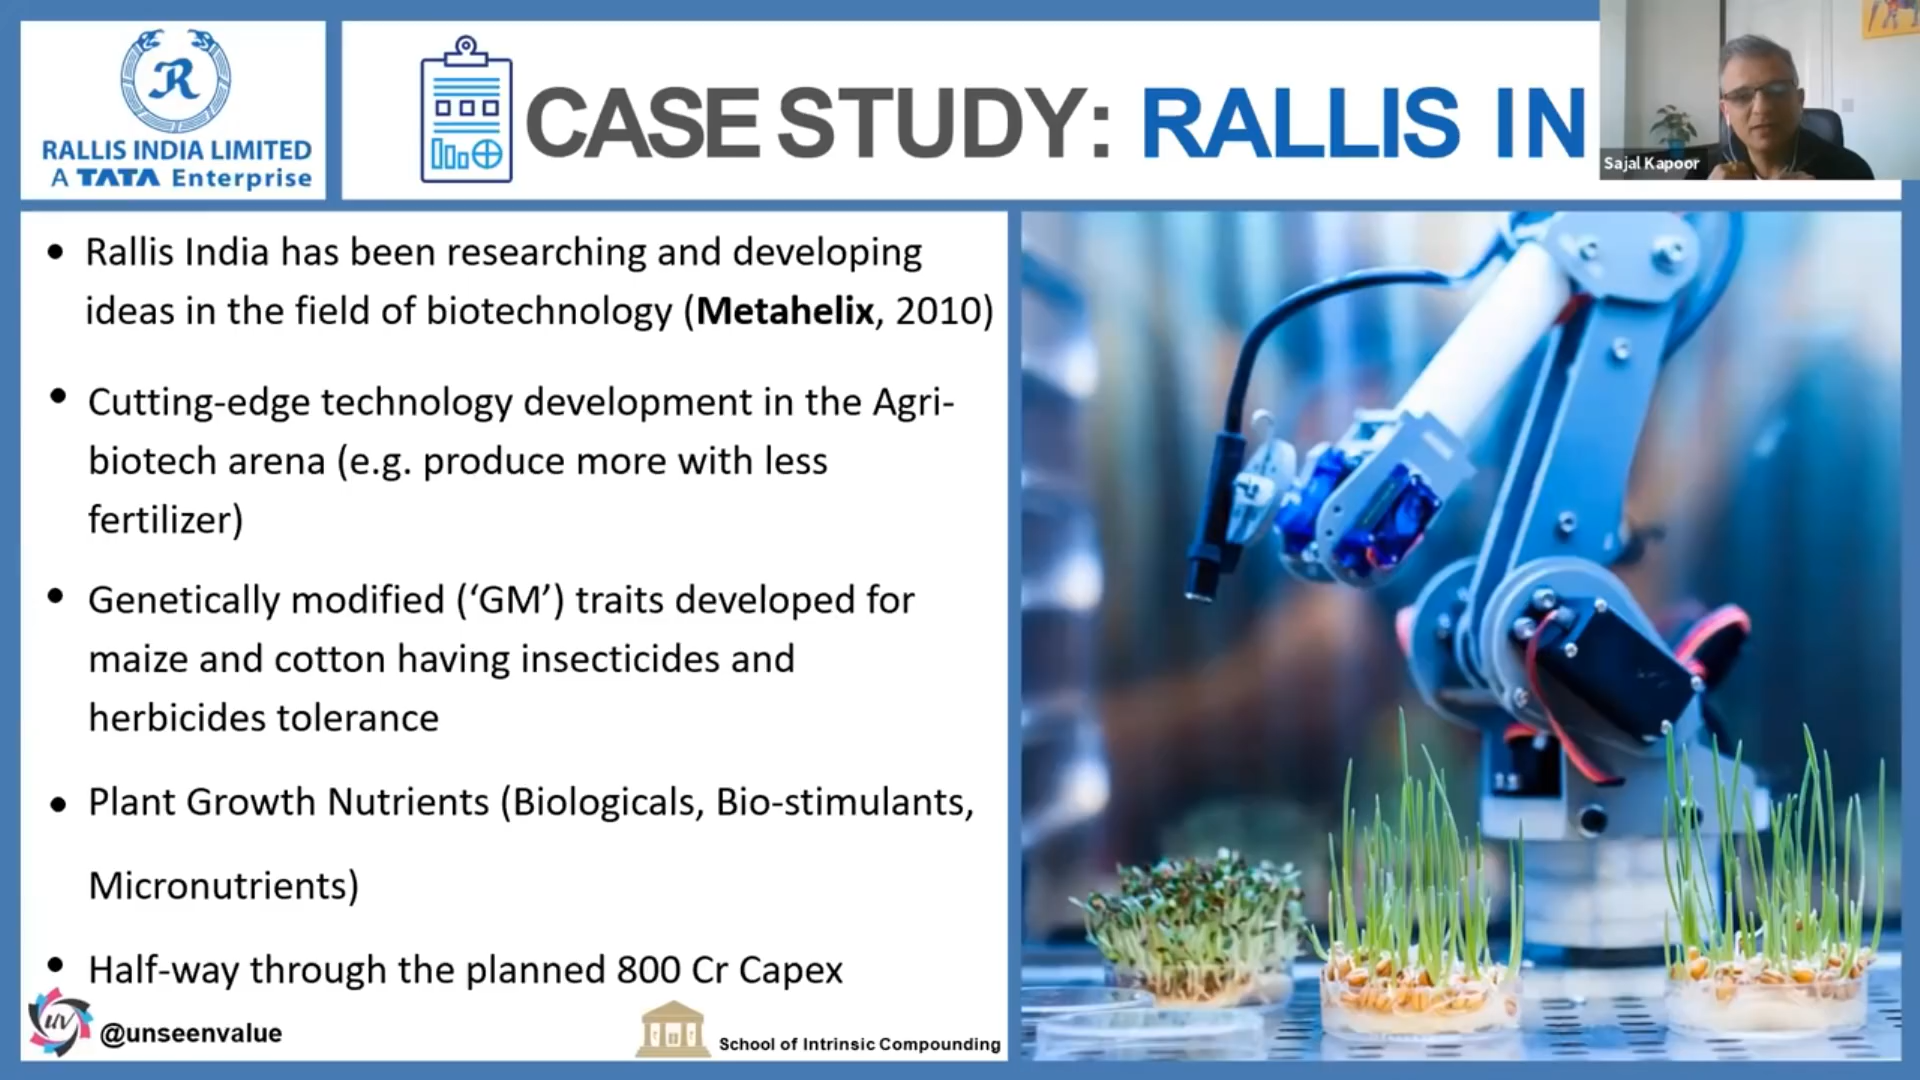 R
RALLIS INDIA LIMITED
A TATA Enterprise
CASE STUDY: RALLIS IN
Sajal Kapoor
• Rallis India has been researching and developing
ideas in the field of biotechnology (Metahelix, 2010)
• Cutting-edge technology development in the Agri-
biotech arena (e.g. produce more with less
fertilizer)
• Genetically modified (‘GM’) traits developed for
maize and cotton having insecticides and
herbicides tolerance
• Plant Growth Nutrients (Biologicals, Bio-stimulants,
Micronutrients)
• Half-way through the planned 800 Cr Capex
UV
@unseenvalue
School of Intrinsic Compounding